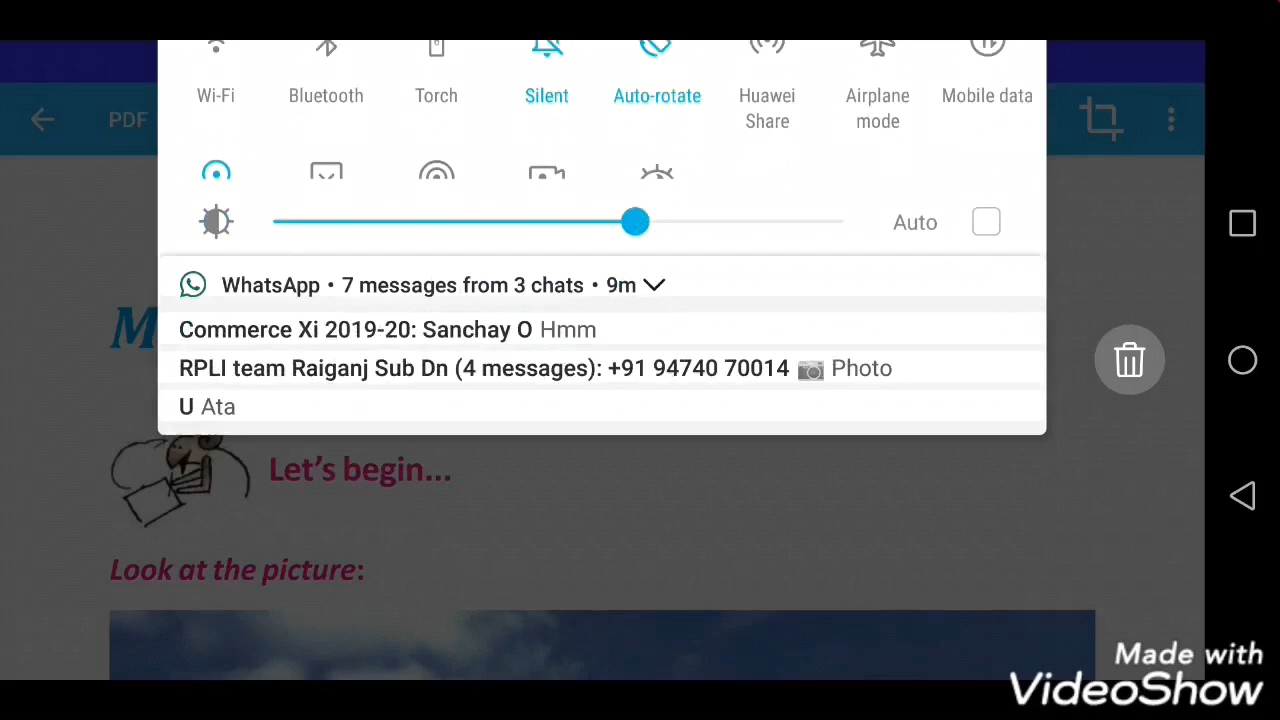 Wi-Fi Bluetooth Torch Silent Auto-rotate Huawei Share Airplane mode Mobile data
PDF
Auto
WhatsApp • 7 messages from 3 chats • 9m
M
Commerce Xi 2019-20: Sanchay O Hmm
RPLI team Raiganj Sub Dn (4 messages): +91 94740 70014 📷 Photo
U Ata
Let's begin...
Look at the picture:
Made with
VideoShow